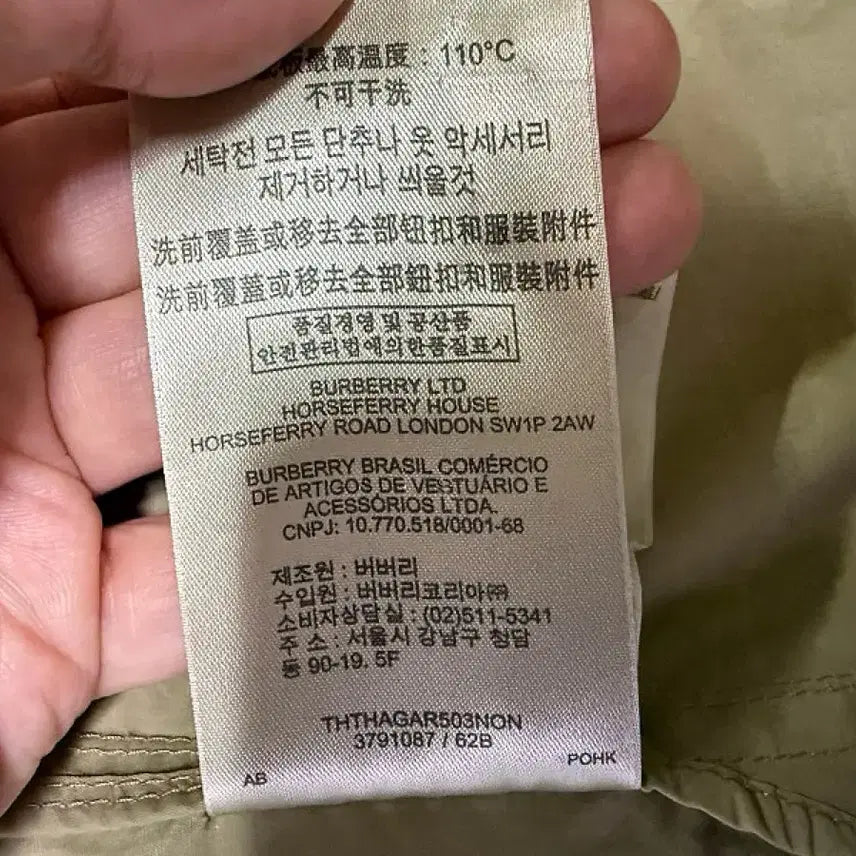 板最高溫度：110°C
不可干洗
세탁전 모든 단추나 옷 악세서리
제거하거나 씌울것
洗前覆盖或移去全部钮扣和服装附件
洗前覆蓋或移去全部鈕扣和服裝附件
품질경영 및 공산품
안전관리법에의한품질표시
BURBERRY LTD
HORSEFERRY HOUSE
HORSEFERRY ROAD LONDON SW1P 2AW
BURBERRY BRASIL COMÉRCIO
DE ARTIGOS DE VESTUÁRIO E
ACESSÓRIOS LTDA.
CNPJ: 10.770.518/0001-68
제조원 : 버버리
수입원 : 버버리코리아㈜
소비자상담실 : (02)511-5341
주 소 : 서울시 강남구 청담
동 90-19. 5F
THTHAGAR503NON
3791087 / 62B
AB
POHK